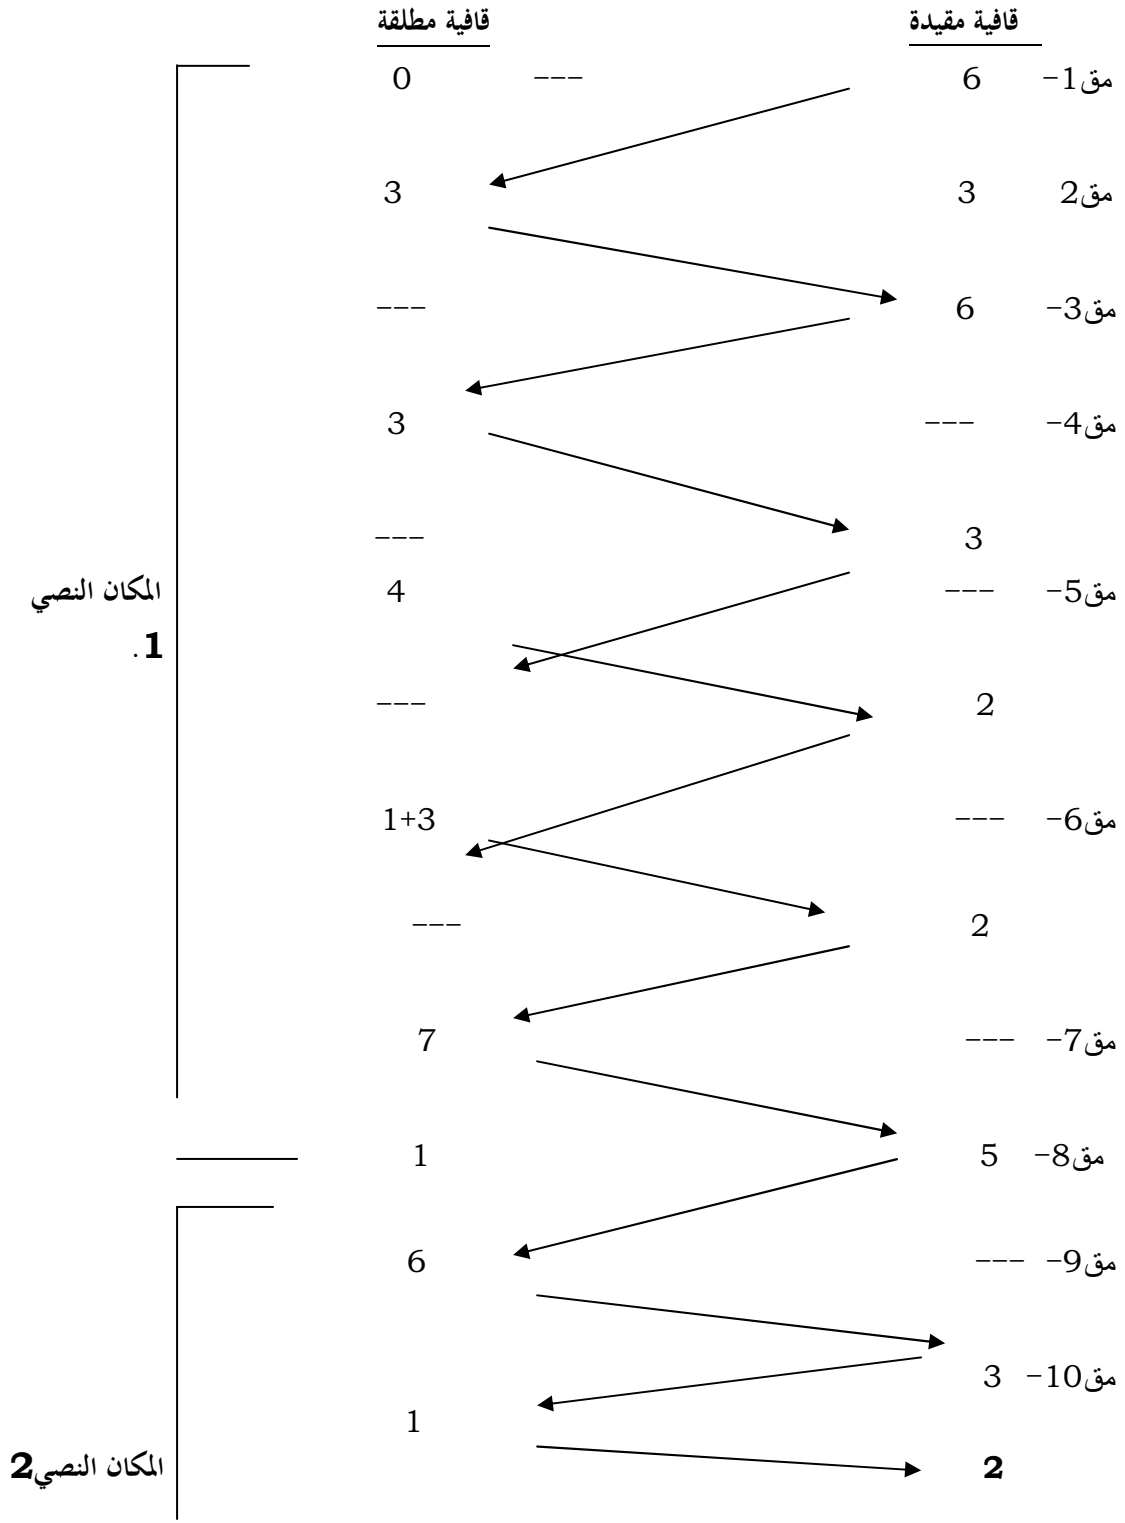 قافية مقيدة قافية مطلقة
مق1- 6 --- 0
مق2 3 3
مق3- 6 ---
مق4- --- 3
3 ---
مق5- --- 4
المكان النصي
1.
2 ---
مق6- --- 1+3
2 ---
مق7- --- 7
مق8- 5 1
مق9- --- 6
مق10- 3
1
2
المكان النصي2